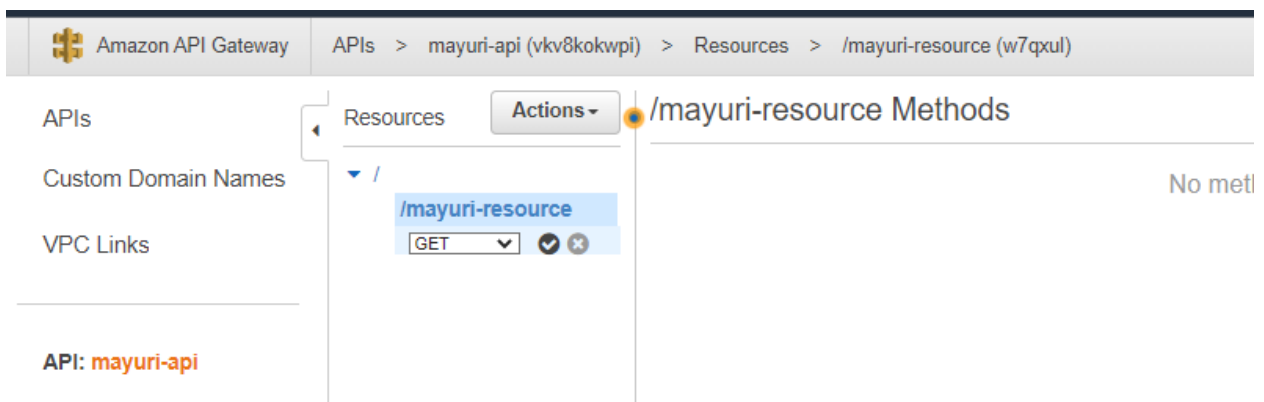 Amazon API Gateway APIs > mayuri-api (vkv8kokwpi) > Resources > /mayuri-resource (w7qxul)
APIs
Custom Domain Names
VPC Links
API: mayuri-api
Resources Actions
/
/mayuri-resource
GET
/mayuri-resource Methods
No